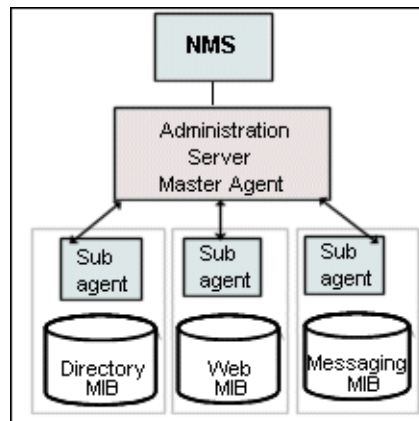 NMS
Administration
Server
Master Agent
Sub
agent
Sub
agent
Sub
agent
Directory
MIB
Web
MIB
Messaging
MIB